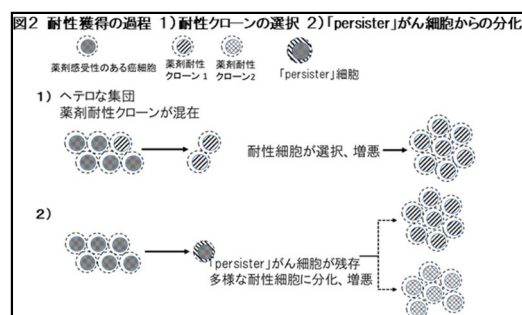 図2 耐性獲得の過程 1)耐性クローンの選択 2)「persister」がん細胞からの分化
薬剤感受性のある癌細胞
薬剤耐性
クローン1
薬剤耐性
クローン2
「persister」細胞
1) ヘテロな集団
薬剤耐性クローンが混在
耐性細胞が選択、増悪
2)
「persister」がん細胞が残存
多様な耐性細胞に分化、増悪